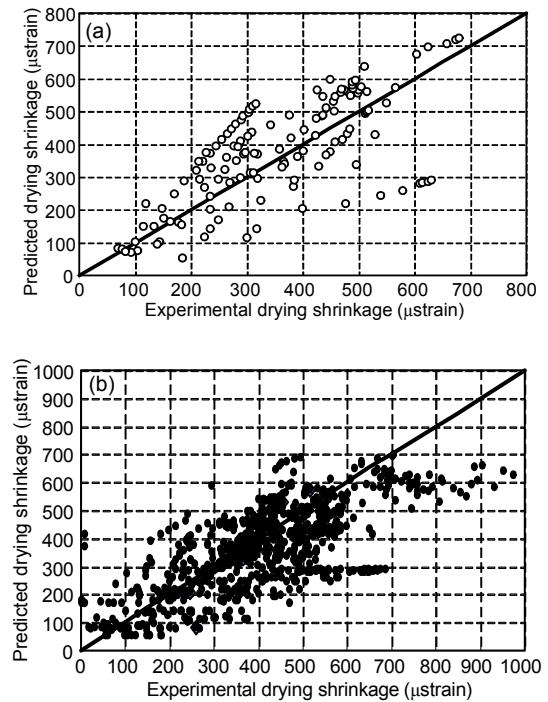 (a)
Predicted drying shrinkage (μstrain)
800
700
600
500
400
300
200
100
0
0 100 200 300 400 500 600 700 800
Experimental drying shrinkage (μstrain)
(b)
Predicted drying shrinkage (μstrain)
1000
900
800
700
600
500
400
300
200
100
0
0 100 200 300 400 500 600 700 800 900 1000
Experimental drying shrinkage (μstrain)